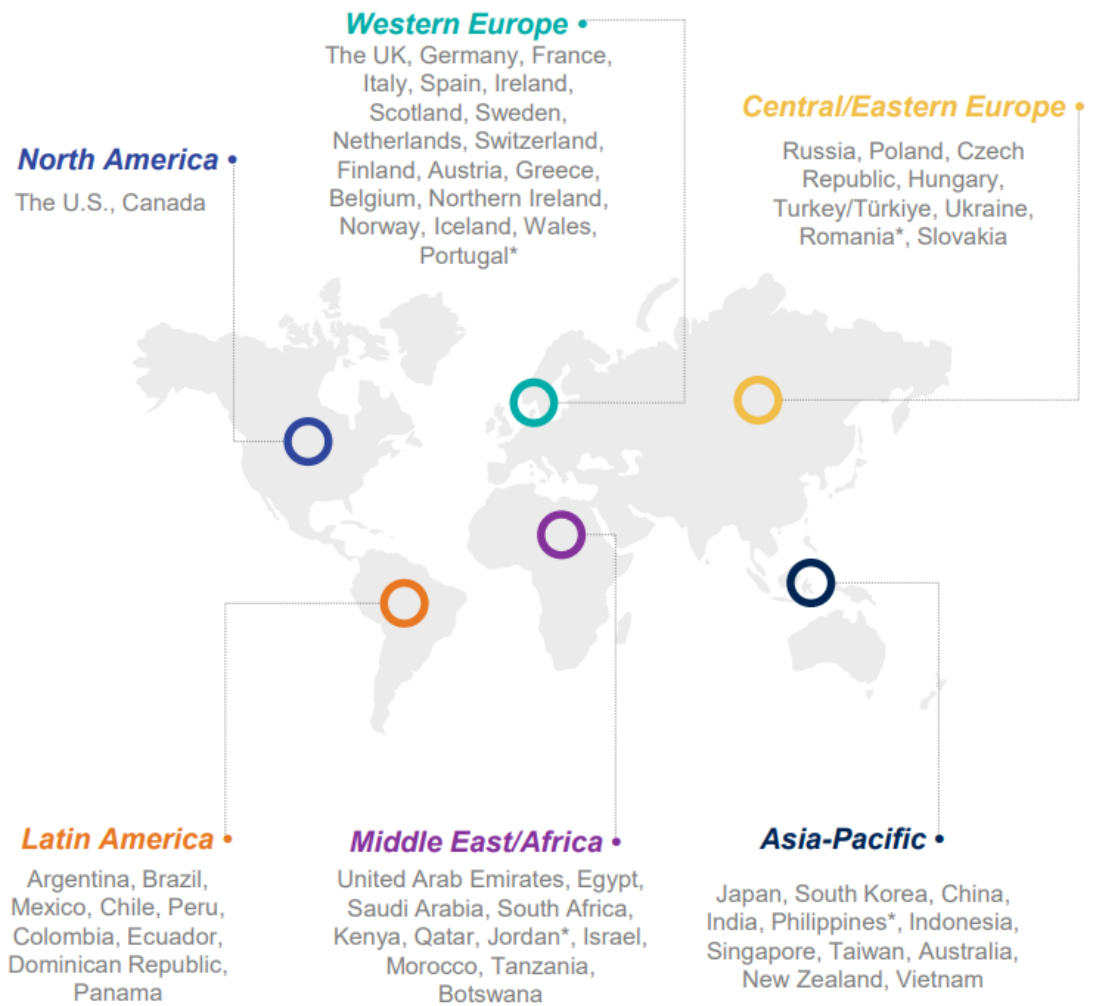 Western Europe •
The UK, Germany, France,
Italy, Spain, Ireland,
Scotland, Sweden,
Netherlands, Switzerland,
Finland, Austria, Greece,
Belgium, Northern Ireland,
Norway, Iceland, Wales,
Portugal*
Central/Eastern Europe •
Russia, Poland, Czech
Republic, Hungary,
Turkey/Türkiye, Ukraine,
Romania*, Slovakia
North America •
The U.S., Canada
Latin America •
Argentina, Brazil,
Mexico, Chile, Peru,
Colombia, Ecuador,
Dominican Republic,
Panama
Middle East/Africa •
United Arab Emirates, Egypt,
Saudi Arabia, South Africa,
Kenya, Qatar, Jordan*, Israel,
Morocco, Tanzania,
Botswana
Asia-Pacific •
Japan, South Korea, China,
India, Philippines*, Indonesia,
Singapore, Taiwan, Australia,
New Zealand, Vietnam